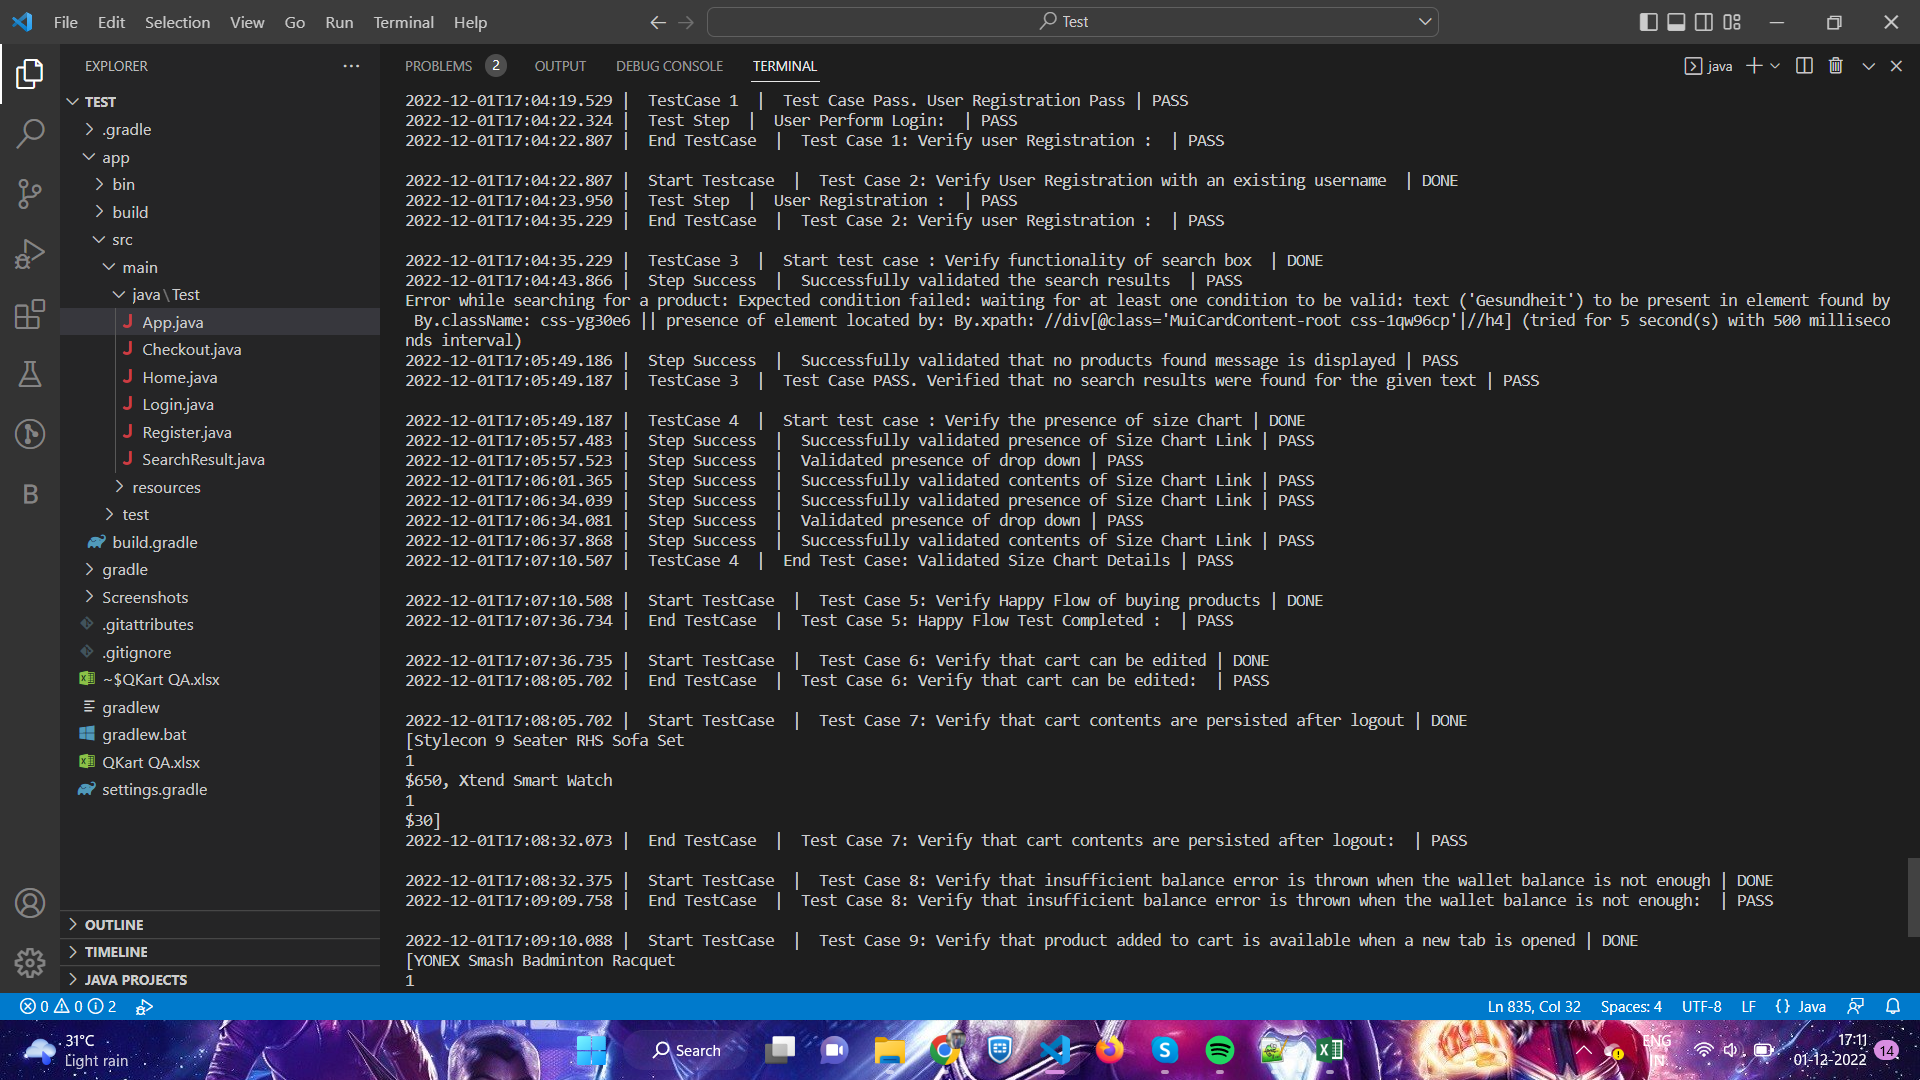 File Edit Selection View Go Run Terminal Help
Test
EXPLORER
TEST
.gradle
app
bin
build
src
main
java\Test
App.java
Checkout.java
Home.java
Login.java
Register.java
SearchResult.java
resources
test
build.gradle
gradle
Screenshots
.gitattributes
.gitignore
~$QKart QA.xlsx
gradlew
gradlew.bat
QKart QA.xlsx
settings.gradle
OUTLINE
TIMELINE
JAVA PROJECTS
PROBLEMS 2 OUTPUT DEBUG CONSOLE TERMINAL
java
2022-12-01T17:04:19.529 | TestCase 1 | Test Case Pass. User Registration Pass | PASS
2022-12-01T17:04:22.324 | Test Step | User Perform Login: | PASS
2022-12-01T17:04:22.807 | End TestCase | Test Case 1: Verify user Registration : | PASS
2022-12-01T17:04:22.807 | Start Testcase | Test Case 2: Verify User Registration with an existing username | DONE
2022-12-01T17:04:23.950 | Test Step | User Registration : | PASS
2022-12-01T17:04:35.229 | End TestCase | Test Case 2: Verify user Registration : | PASS
2022-12-01T17:04:35.229 | TestCase 3 | Start test case : Verify functionality of search box | DONE
2022-12-01T17:04:43.866 | Step Success | Successfully validated the search results | PASS
Error while searching for a product: Expected condition failed: waiting for at least one condition to be valid: text ('Gesundheit') to be present in element found by
By.className: css-yg30e6 || presence of element located by: By.xpath: //div[@class='MuiCardContent-root css-1qw96cp'|//h4] (tried for 5 second(s) with 500 milliseco
nds interval)
2022-12-01T17:05:49.186 | Step Success | Successfully validated that no products found message is displayed | PASS
2022-12-01T17:05:49.187 | TestCase 3 | Test Case PASS. Verified that no search results were found for the given text | PASS
2022-12-01T17:05:49.187 | TestCase 4 | Start test case : Verify the presence of size Chart | DONE
2022-12-01T17:05:57.483 | Step Success | Successfully validated presence of Size Chart Link | PASS
2022-12-01T17:05:57.523 | Step Success | Validated presence of drop down | PASS
2022-12-01T17:06:01.365 | Step Success | Successfully validated contents of Size Chart Link | PASS
2022-12-01T17:06:34.039 | Step Success | Successfully validated presence of Size Chart Link | PASS
2022-12-01T17:06:34.081 | Step Success | Validated presence of drop down | PASS
2022-12-01T17:06:37.868 | Step Success | Successfully validated contents of Size Chart Link | PASS
2022-12-01T17:07:10.507 | TestCase 4 | End Test Case: Validated Size Chart Details | PASS
2022-12-01T17:07:10.508 | Start TestCase | Test Case 5: Verify Happy Flow of buying products | DONE
2022-12-01T17:07:36.734 | End TestCase | Test Case 5: Happy Flow Test Completed : | PASS
2022-12-01T17:07:36.735 | Start TestCase | Test Case 6: Verify that cart can be edited | DONE
2022-12-01T17:08:05.702 | End TestCase | Test Case 6: Verify that cart can be edited: | PASS
2022-12-01T17:08:05.702 | Start TestCase | Test Case 7: Verify that cart contents are persisted after logout | DONE
[Stylecon 9 Seater RHS Sofa Set
1
$650, Xtend Smart Watch
1
$30]
2022-12-01T17:08:32.073 | End TestCase | Test Case 7: Verify that cart contents are persisted after logout: | PASS
2022-12-01T17:08:32.375 | Start TestCase | Test Case 8: Verify that insufficient balance error is thrown when the wallet balance is not enough | DONE
2022-12-01T17:09:09.758 | End TestCase | Test Case 8: Verify that insufficient balance error is thrown when the wallet balance is not enough: | PASS
2022-12-01T17:09:10.088 | Start TestCase | Test Case 9: Verify that product added to cart is available when a new tab is opened | DONE
[YONEX Smash Badminton Racquet
1
0 0 2
Ln 835, Col 32 Spaces: 4 UTF-8 LF {} Java
31°C
Light rain
Search
ENG
IN
17:11
01-12-2022
14